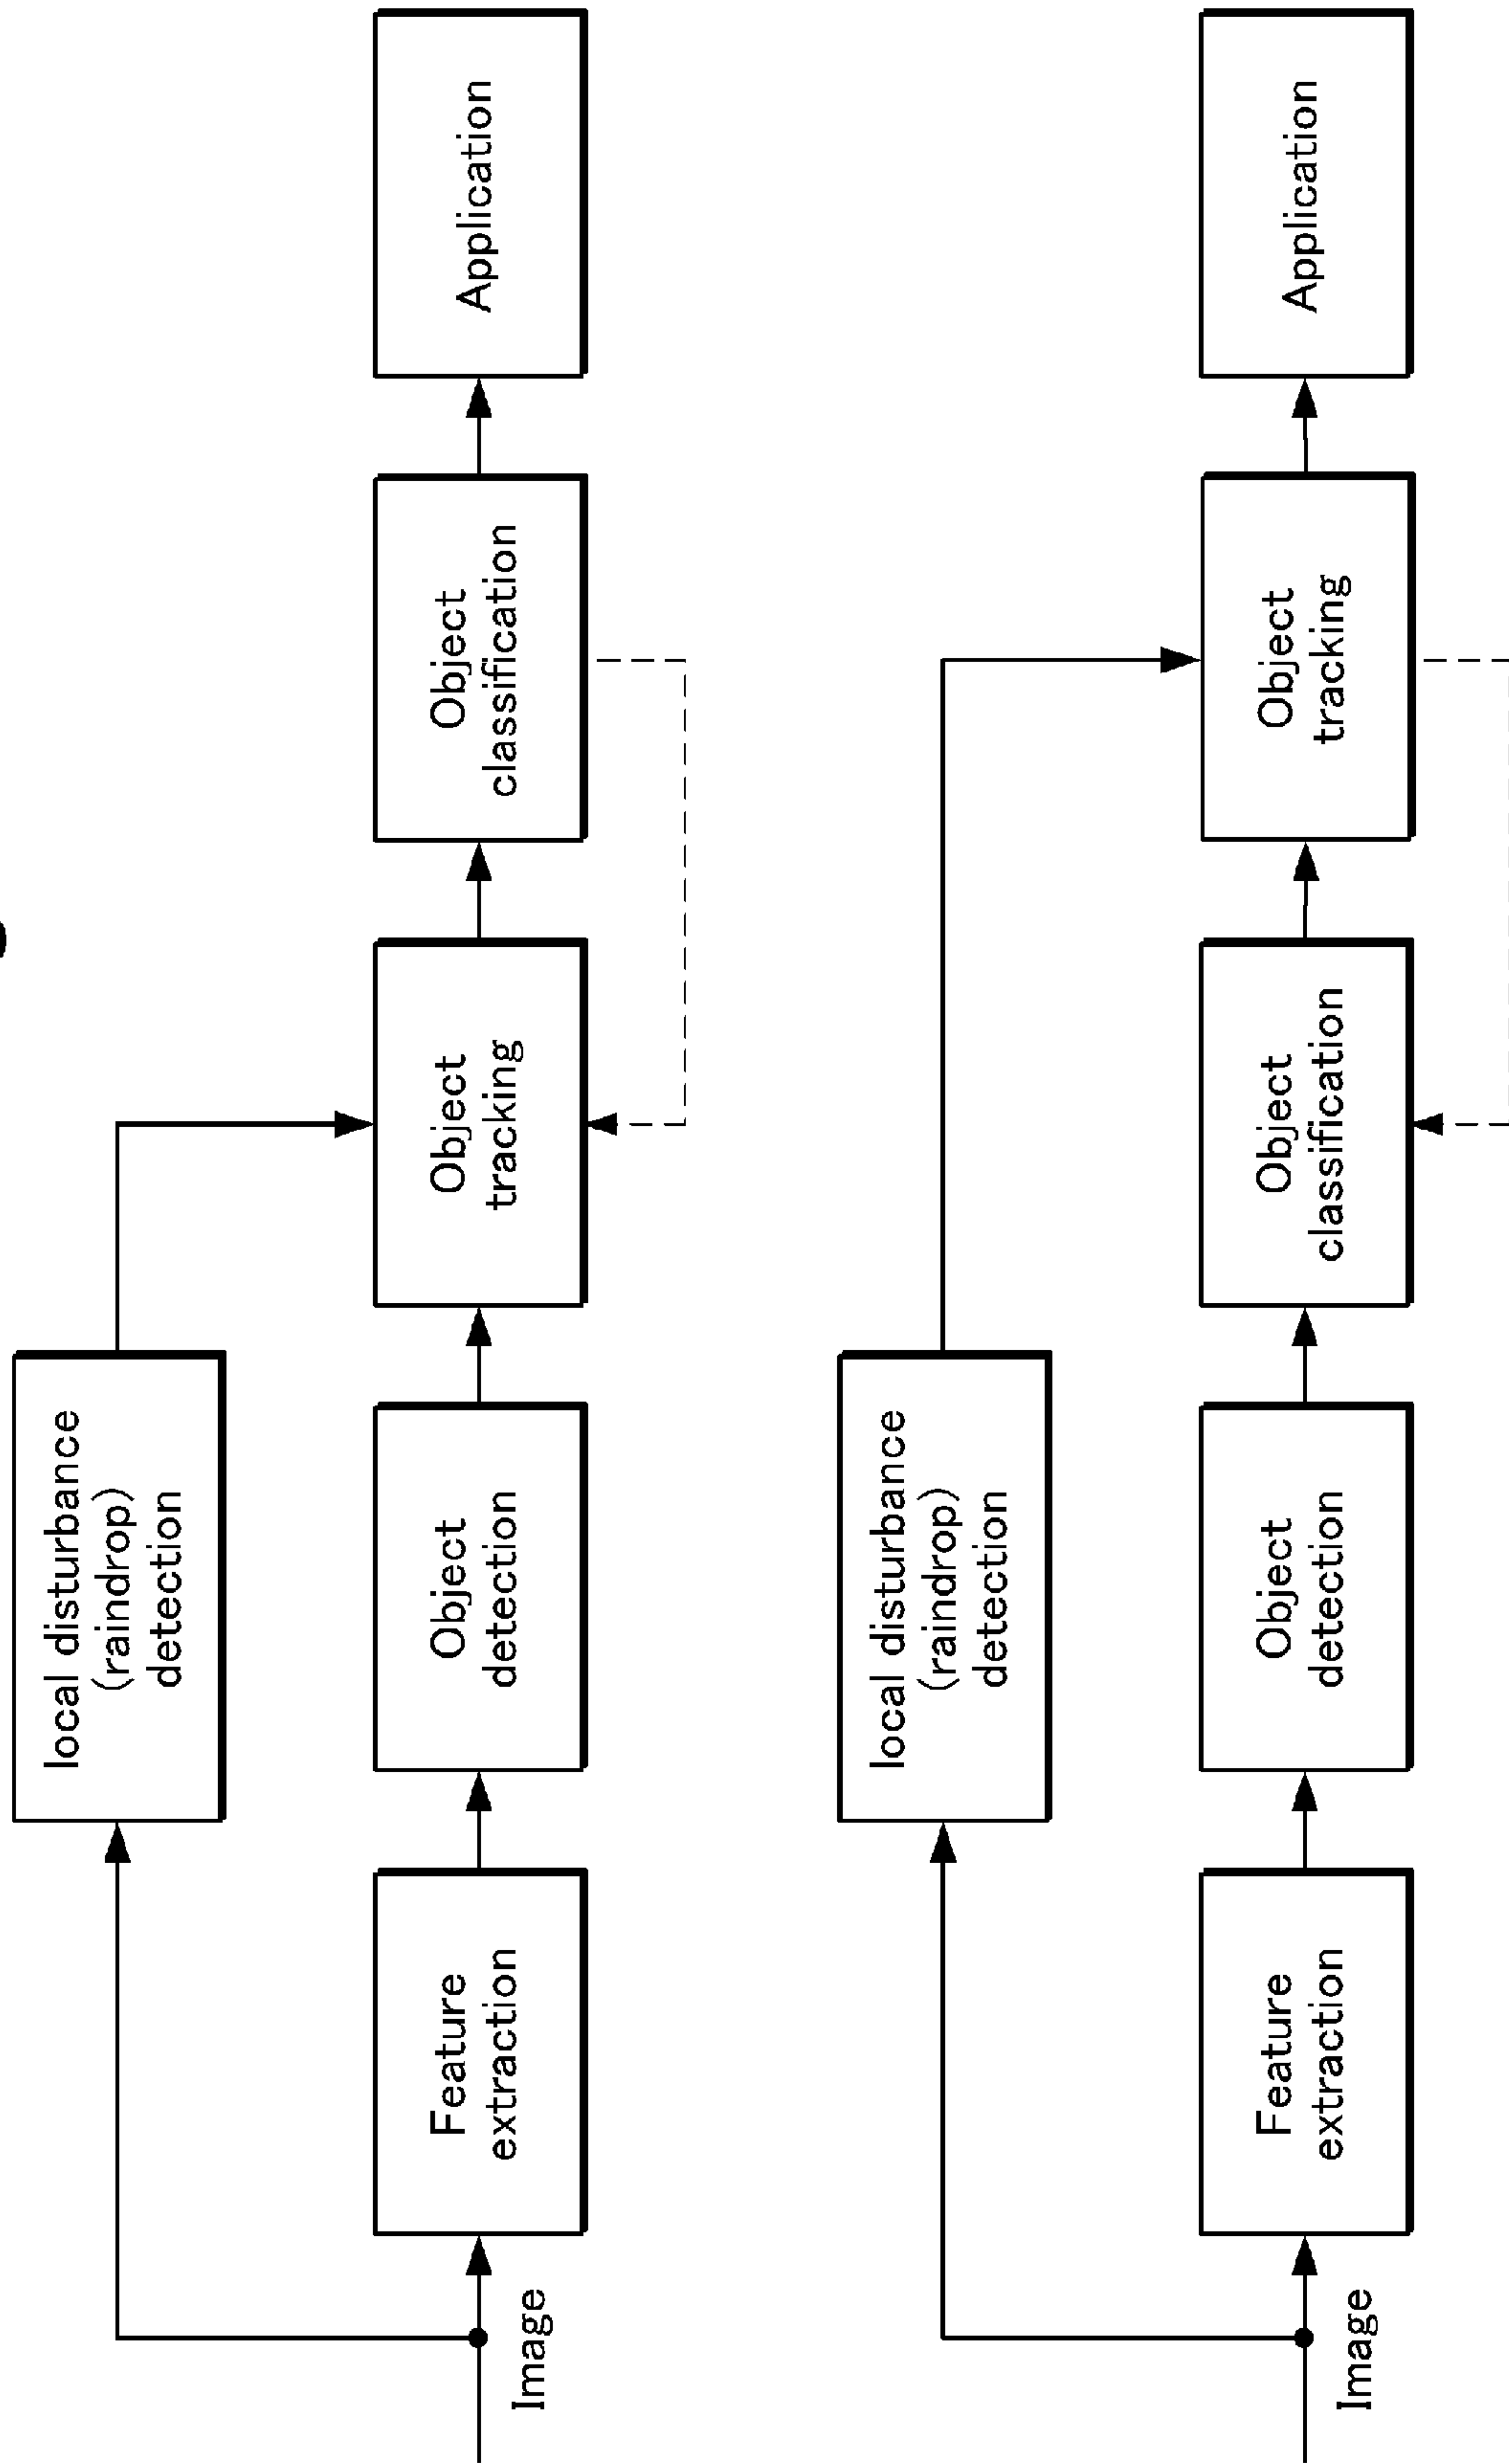 local disturbance
(raindrop)
detection
Image
Feature
extraction
Object
detection
Object
tracking
Object
classification
Application
local disturbance
(raindrop)
detection
Image
Feature
extraction
Object
detection
Object
classification
Object
tracking
Application